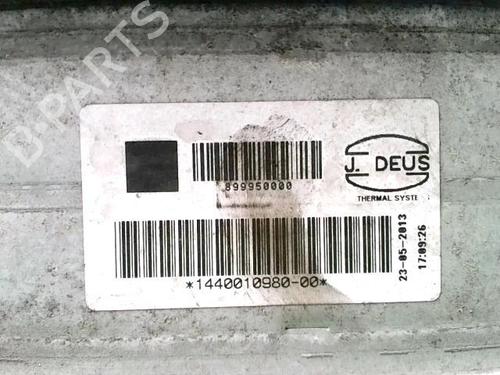 B-PARTS
899950000
J. DEUS
THERMAL SYSTE
*1440010980-00*
23-05-2013
17:09:26